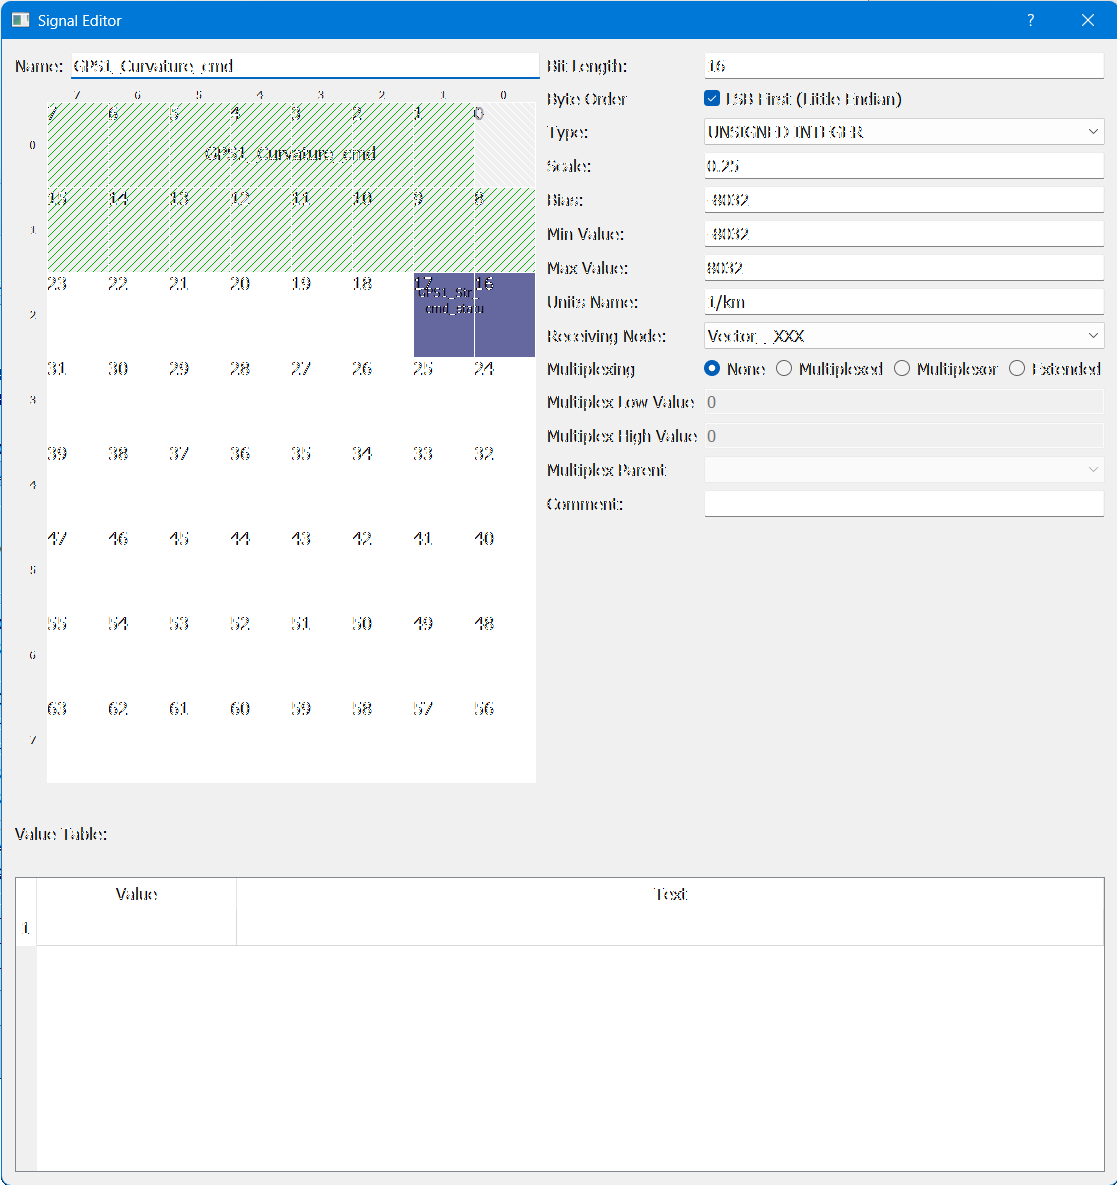 Signal Editor
Name: GPS1_Curvature_cmd
7 6 5 4 3 2 1 0
0 7 6 5 4 3 2 1 0
GPS1_Curvature_cmd
1 15 14 13 12 11 10 9 8
2 23 22 21 20 19 18 17 16
GPS1_Str_
cmd_statu
3 31 30 29 28 27 26 25 24
4 39 38 37 36 35 34 33 32
5 47 46 45 44 43 42 41 40
6 55 54 53 52 51 50 49 48
7 63 62 61 60 59 58 57 56
Bit Length: 16
Byte Order LSB First (Little Endian)
Type: UNSIGNED INTEGER
Scale: 0.25
Bias: -8032
Min Value: -8032
Max Value: 8032
Units Name: 1/km
Receiving Node: Vector__XXX
Multiplexing None Multiplexed Multiplexor Extended
Multiplex Low Value 0
Multiplex High Value 0
Multiplex Parent
Comment:
Value Table:
Value Text
1